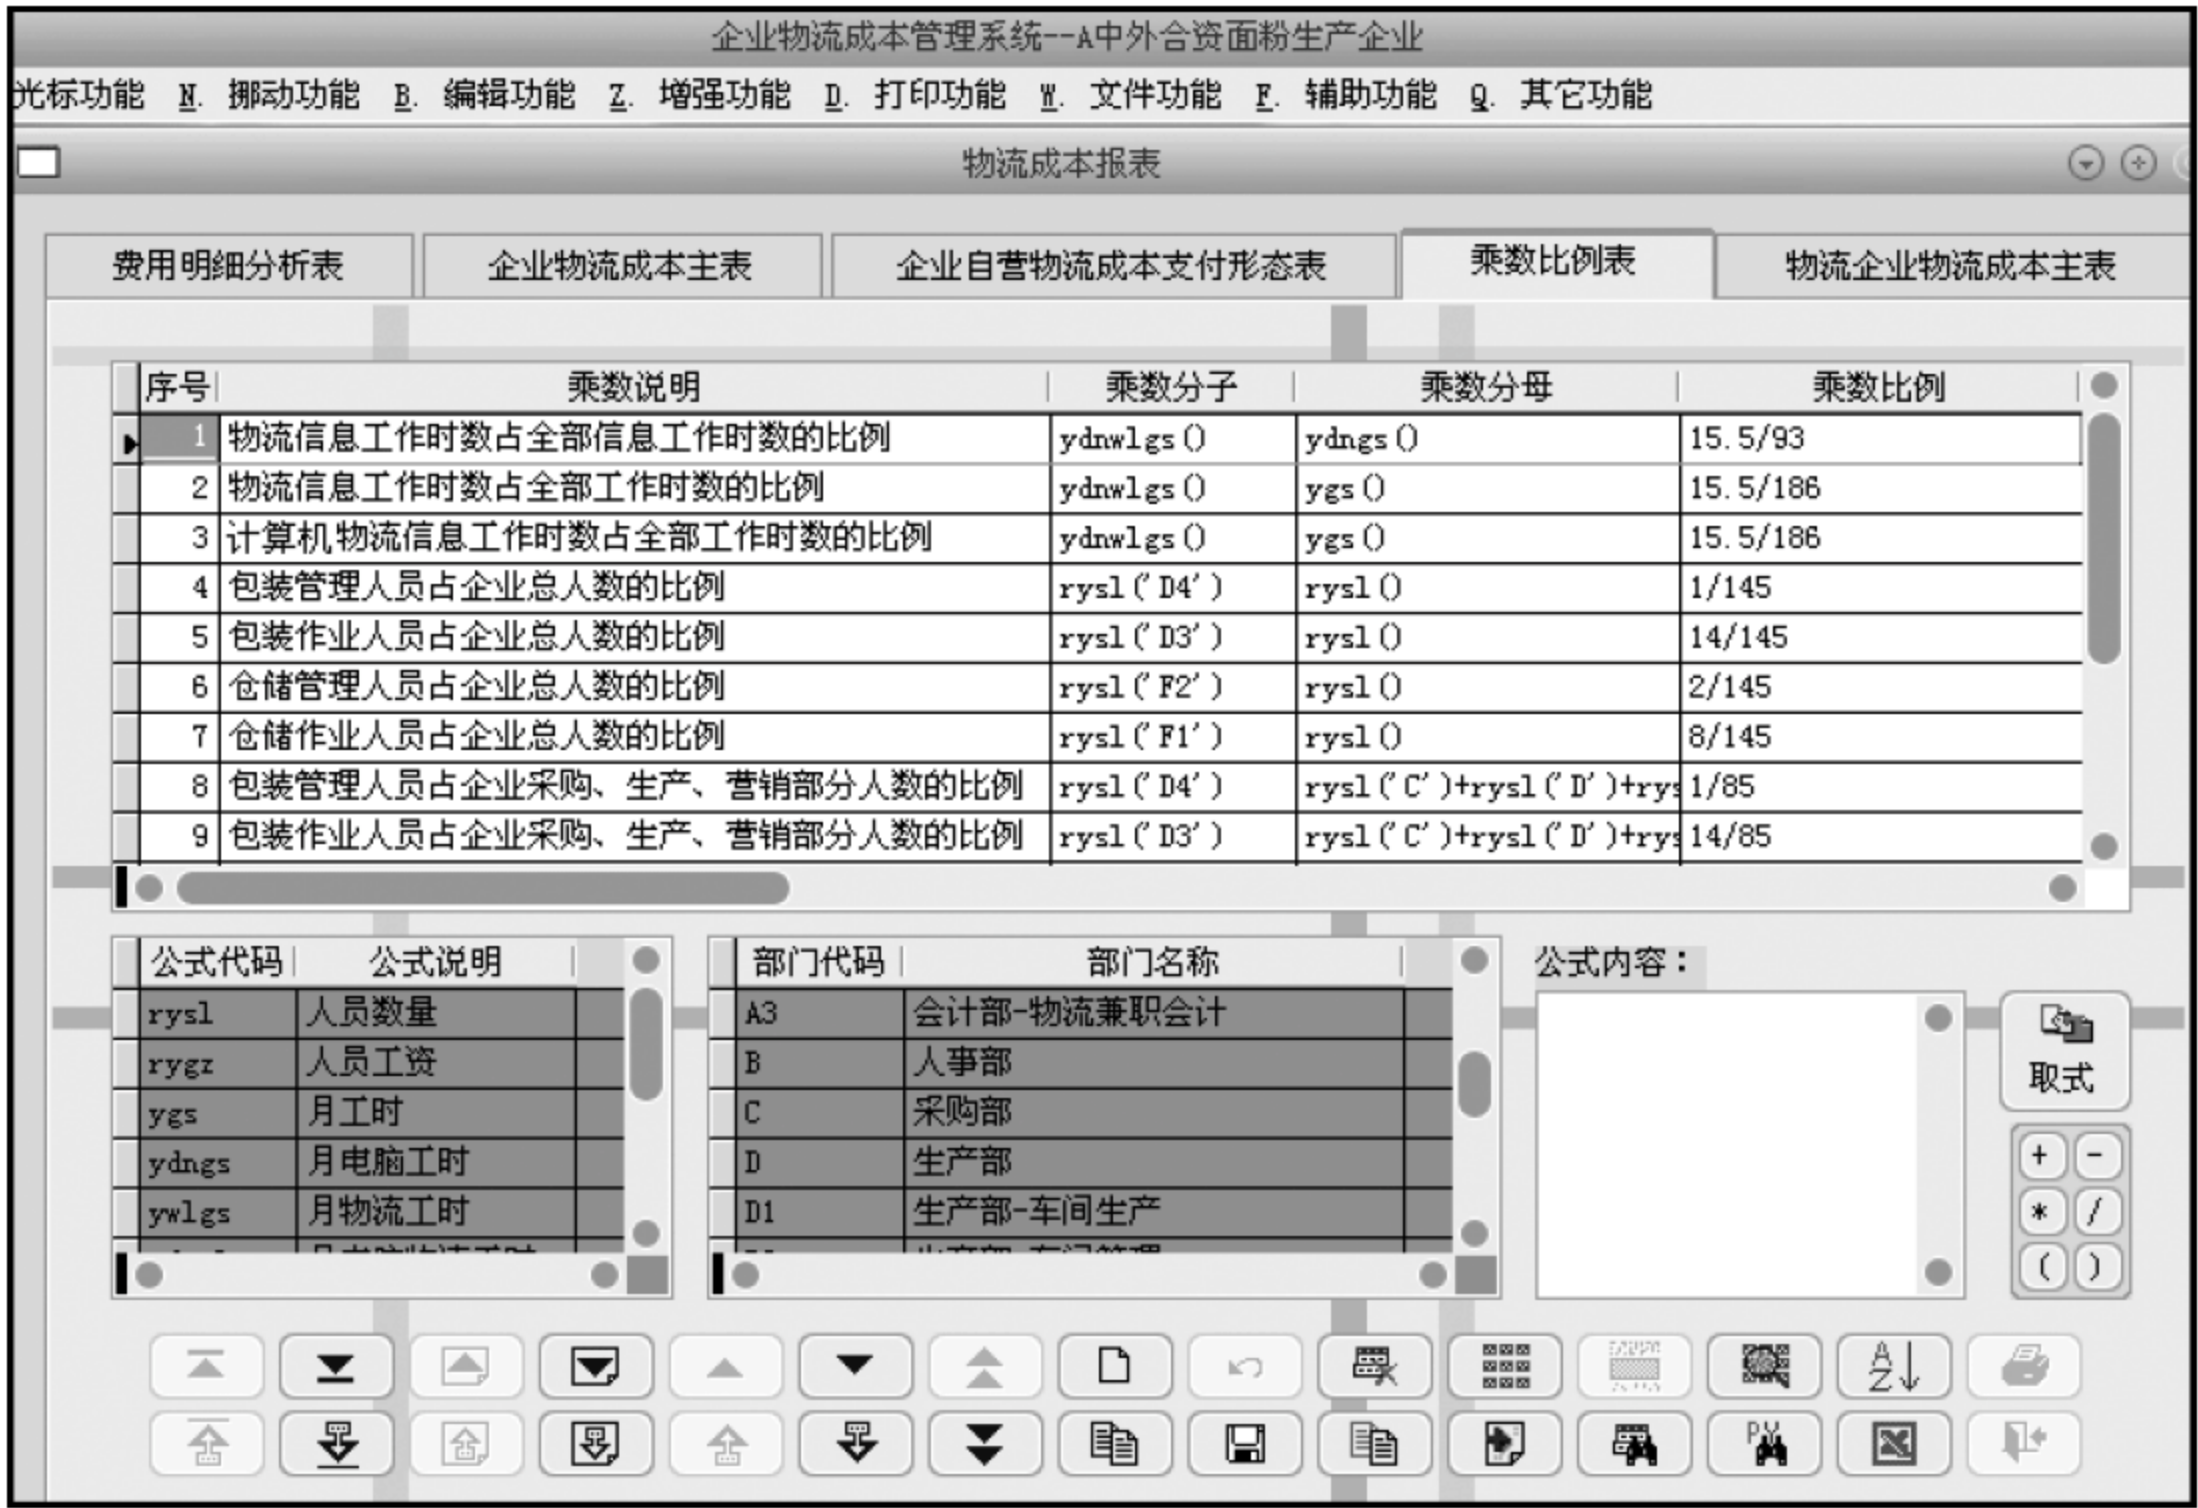 企业物流成本管理系统--A中外合资面粉生产企业
光标功能 N. 挪动功能 B. 编辑功能 Z. 增强功能 D. 打印功能 W. 文件功能 F. 辅助功能 Q. 其它功能
物流成本报表
费用明细分析表 企业物流成本主表 企业自营物流成本支付形态表 乘数比例表 物流企业物流成本主表
序号 乘数说明 乘数分子 乘数分母 乘数比例
1 物流信息工作时数占全部信息工作时数的比例 ydnwlgs() ydngs() 15.5/93
2 物流信息工作时数占全部工作时数的比例 ydnwlgs() ygs() 15.5/186
3 计算机物流信息工作时数占全部工作时数的比例 ydnwlgs() ygs() 15.5/186
4 包装管理人员占企业总人数的比例 rysl('D4') rysl() 1/145
5 包装作业人员占企业总人数的比例 rysl('D3') rysl() 14/145
6 仓储管理人员占企业总人数的比例 rysl('F2') rysl() 2/145
7 仓储作业人员占企业总人数的比例 rysl('F1') rysl() 8/145
8 包装管理人员占企业采购、生产、营销部分人数的比例 rysl('D4') rysl('C')+rysl('D')+rys 1/85
9 包装作业人员占企业采购、生产、营销部分人数的比例 rysl('D3') rysl('C')+rysl('D')+rys 14/85
公式代码 公式说明 部门代码 部门名称 公式内容：
rysl 人员数量 A3 会计部-物流兼职会计
rygz 人员工资 B 人事部
取式
ygs 月工时 C 采购部
ydngs 月电脑工时 D 生产部
+ -
ywlgs 月物流工时 D1 生产部-车间生产
* /
( )
A
Z
PY